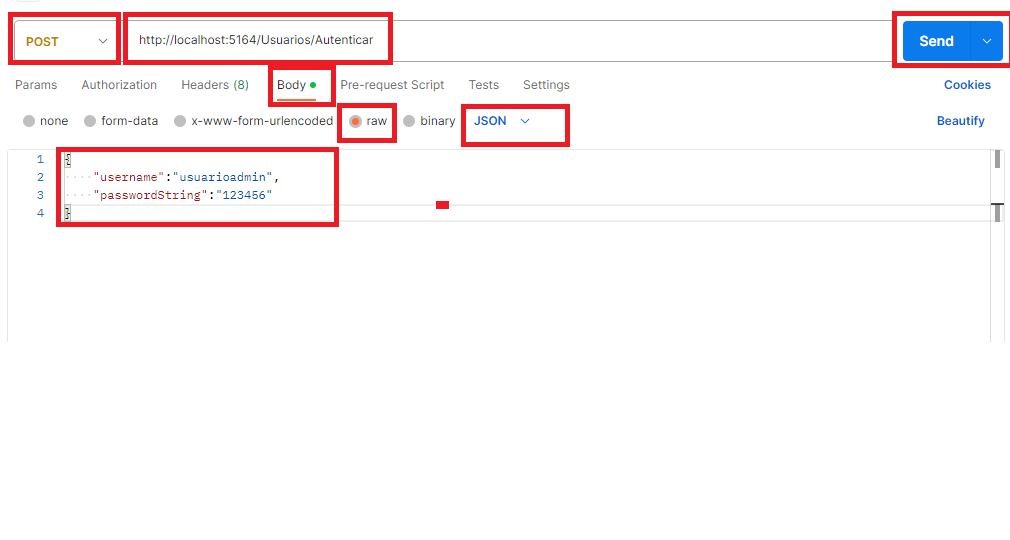 POST http://localhost:5164/Usuarios/Autenticar Send
Params Authorization Headers (8) Body Pre-request Script Tests Settings Cookies
none form-data x-www-form-urlencoded raw binary JSON Beautify
1 {
2 "username":"usuarioadmin",
3 "passwordString":"123456"
4 }